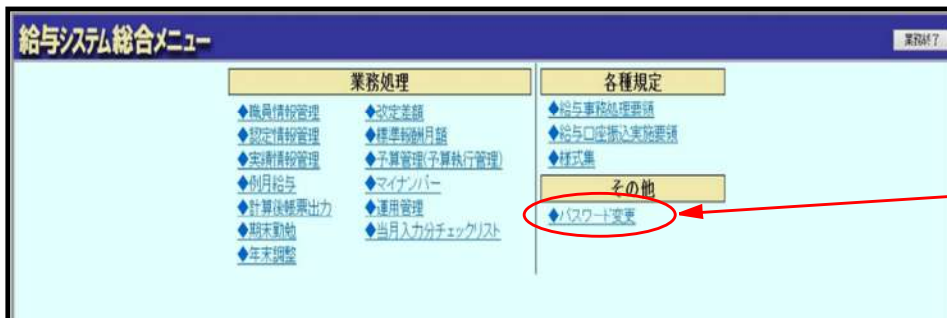 給与システム総合メニュー
業務終了
業務処理
◆職員情報管理
◆認定情報管理
◆実績情報管理
◆例月給与
◆計算後帳票出力
◆期末勤勉
◆年末調整
◆改定差額
◆標準報酬月額
◆予算管理(予算執行管理)
◆マイナンバー
◆運用管理
◆当月入力分チェックリスト
各種規定
◆給与事務処理要領
◆給与口座振込実施要領
◆様式集
その他
◆パスワード変更